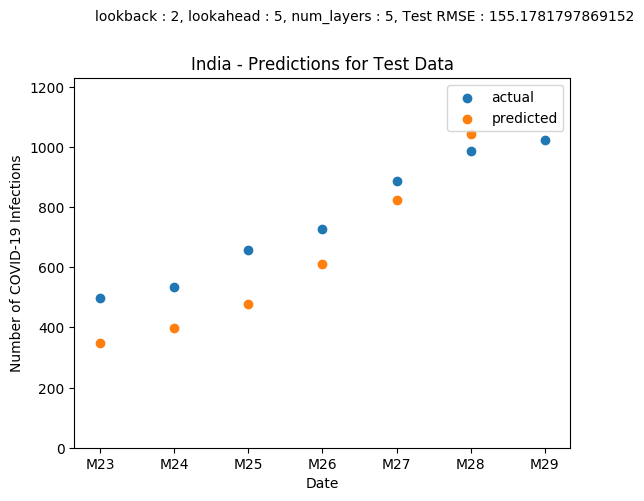 lookback : 2, lookahead : 5, num_layers : 5, Test RMSE : 155.1781797869152
India - Predictions for Test Data
1200
1000
800
600
400
200
0
Number of COVID-19 Infections
actual
predicted
M23 M24 M25 M26 M27 M28 M29
Date